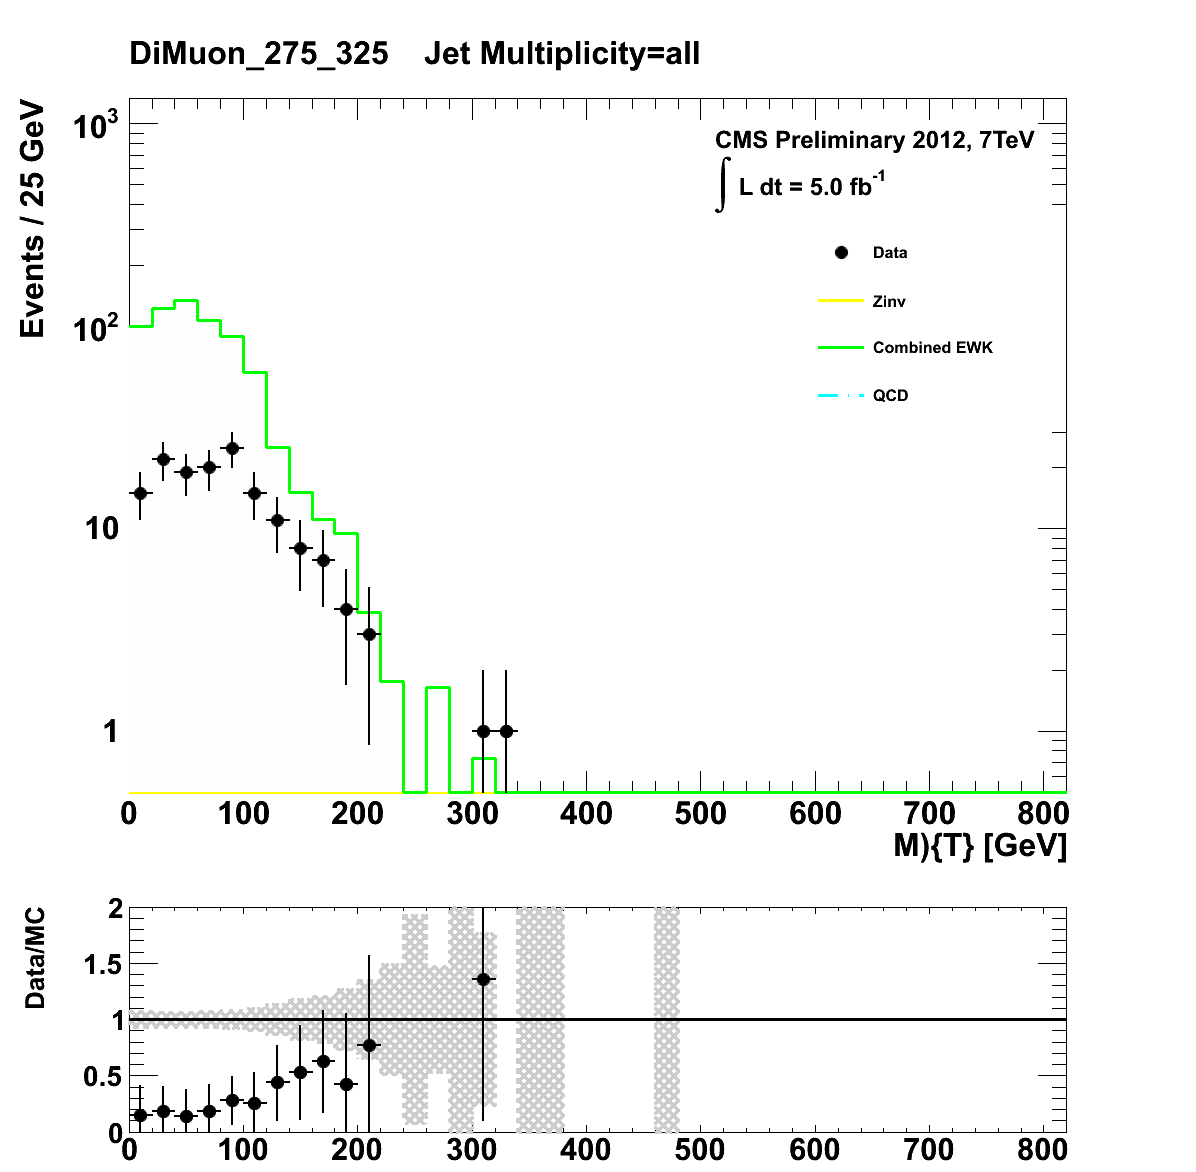 DiMuon_275_325 Jet Multiplicity=all
Events / 25 GeV
10³
10²
10
1
CMS Preliminary 2012, 7TeV
∫ L dt = 5.0 fb⁻¹
Data
Zinv
Combined EWK
QCD
0 100 200 300 400 500 600 700 800
M){T} [GeV]
Data/MC
2
1.5
1
0.5
0
0 100 200 300 400 500 600 700 800